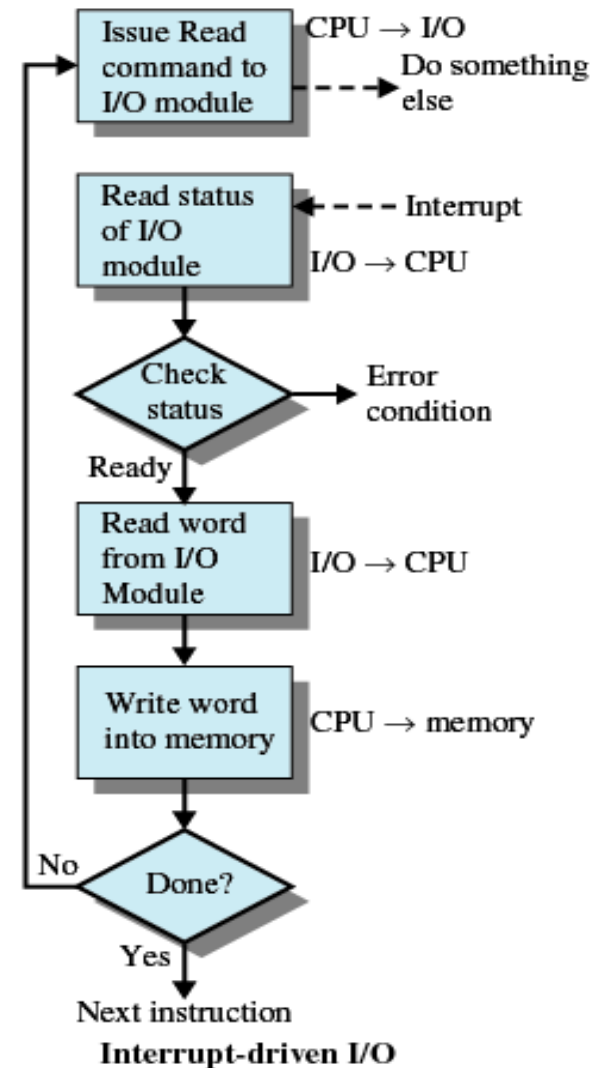 Issue Read
command to
I/O module
CPU → I/O
Do something
else
Read status
of I/O
module
Interrupt
I/O → CPU
Check
status
Error
condition
Ready
Read word
from I/O
Module
I/O → CPU
Write word
into memory
CPU → memory
No
Done?
Yes
Next instruction
Interrupt-driven I/O